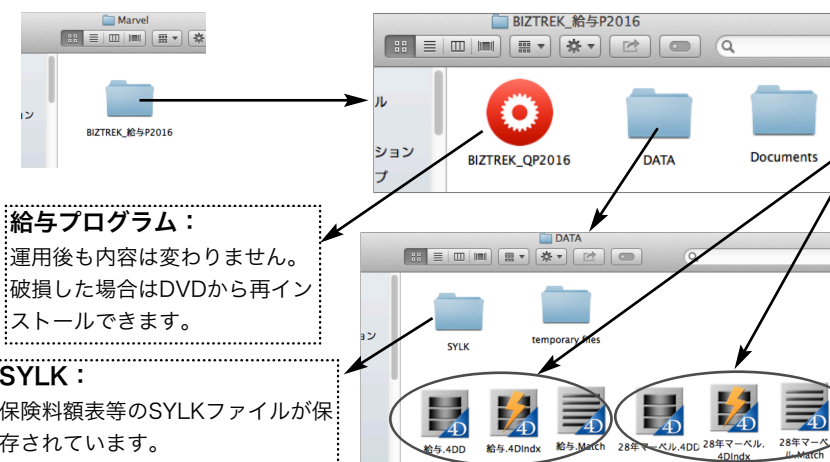 Marvel
BIZTREK_給与P2016
BIZTREK_給与P2016
ル
ション
プ
BIZTREK_QP2016
DATA
Documents
給与プログラム：
運用後も内容は変わりません。
破損した場合はDVDから再イン
ストールできます。
DATA
SYLK
temporary files
SYLK：
保険料額表等のSYLKファイルが保
存されています。
給与.4DD
給与.4DIndx
給与.Match
28年マーベル.4DD
28年マーベル.
4DIndx
28年マーベ
ル.Match